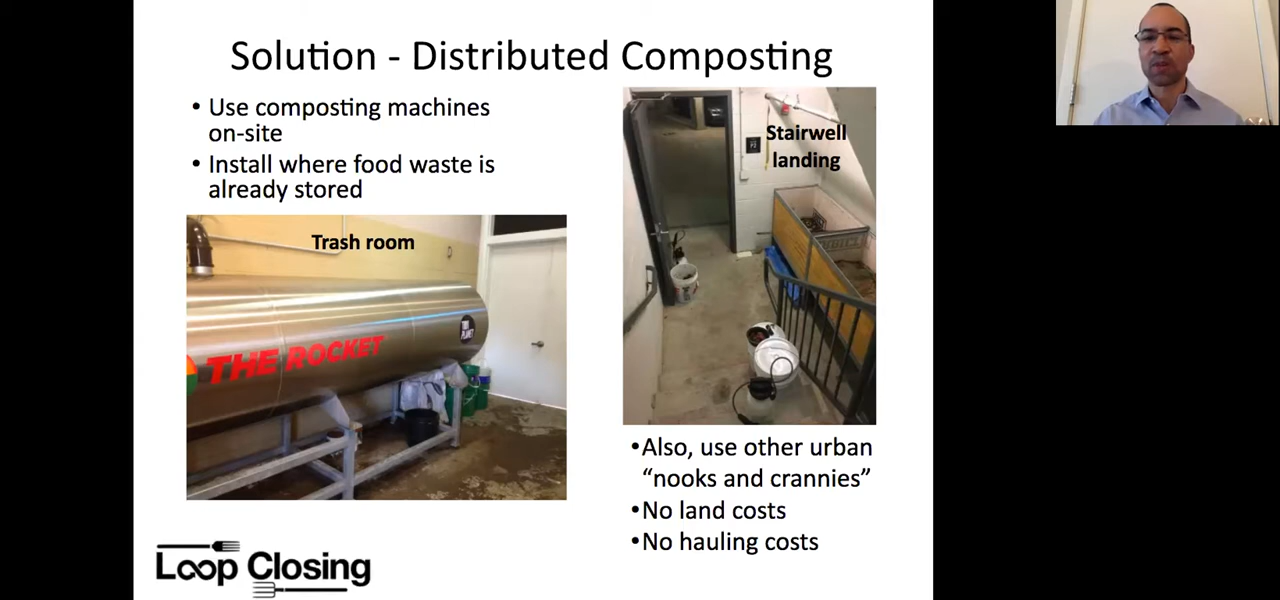 Solution - Distributed Composting
• Use composting machines
on-site
• Install where food waste is
already stored
Trash room
THE ROCKET
Stairwell
landing
•Also, use other urban
“nooks and crannies”
•No land costs
•No hauling costs
Loop Closing